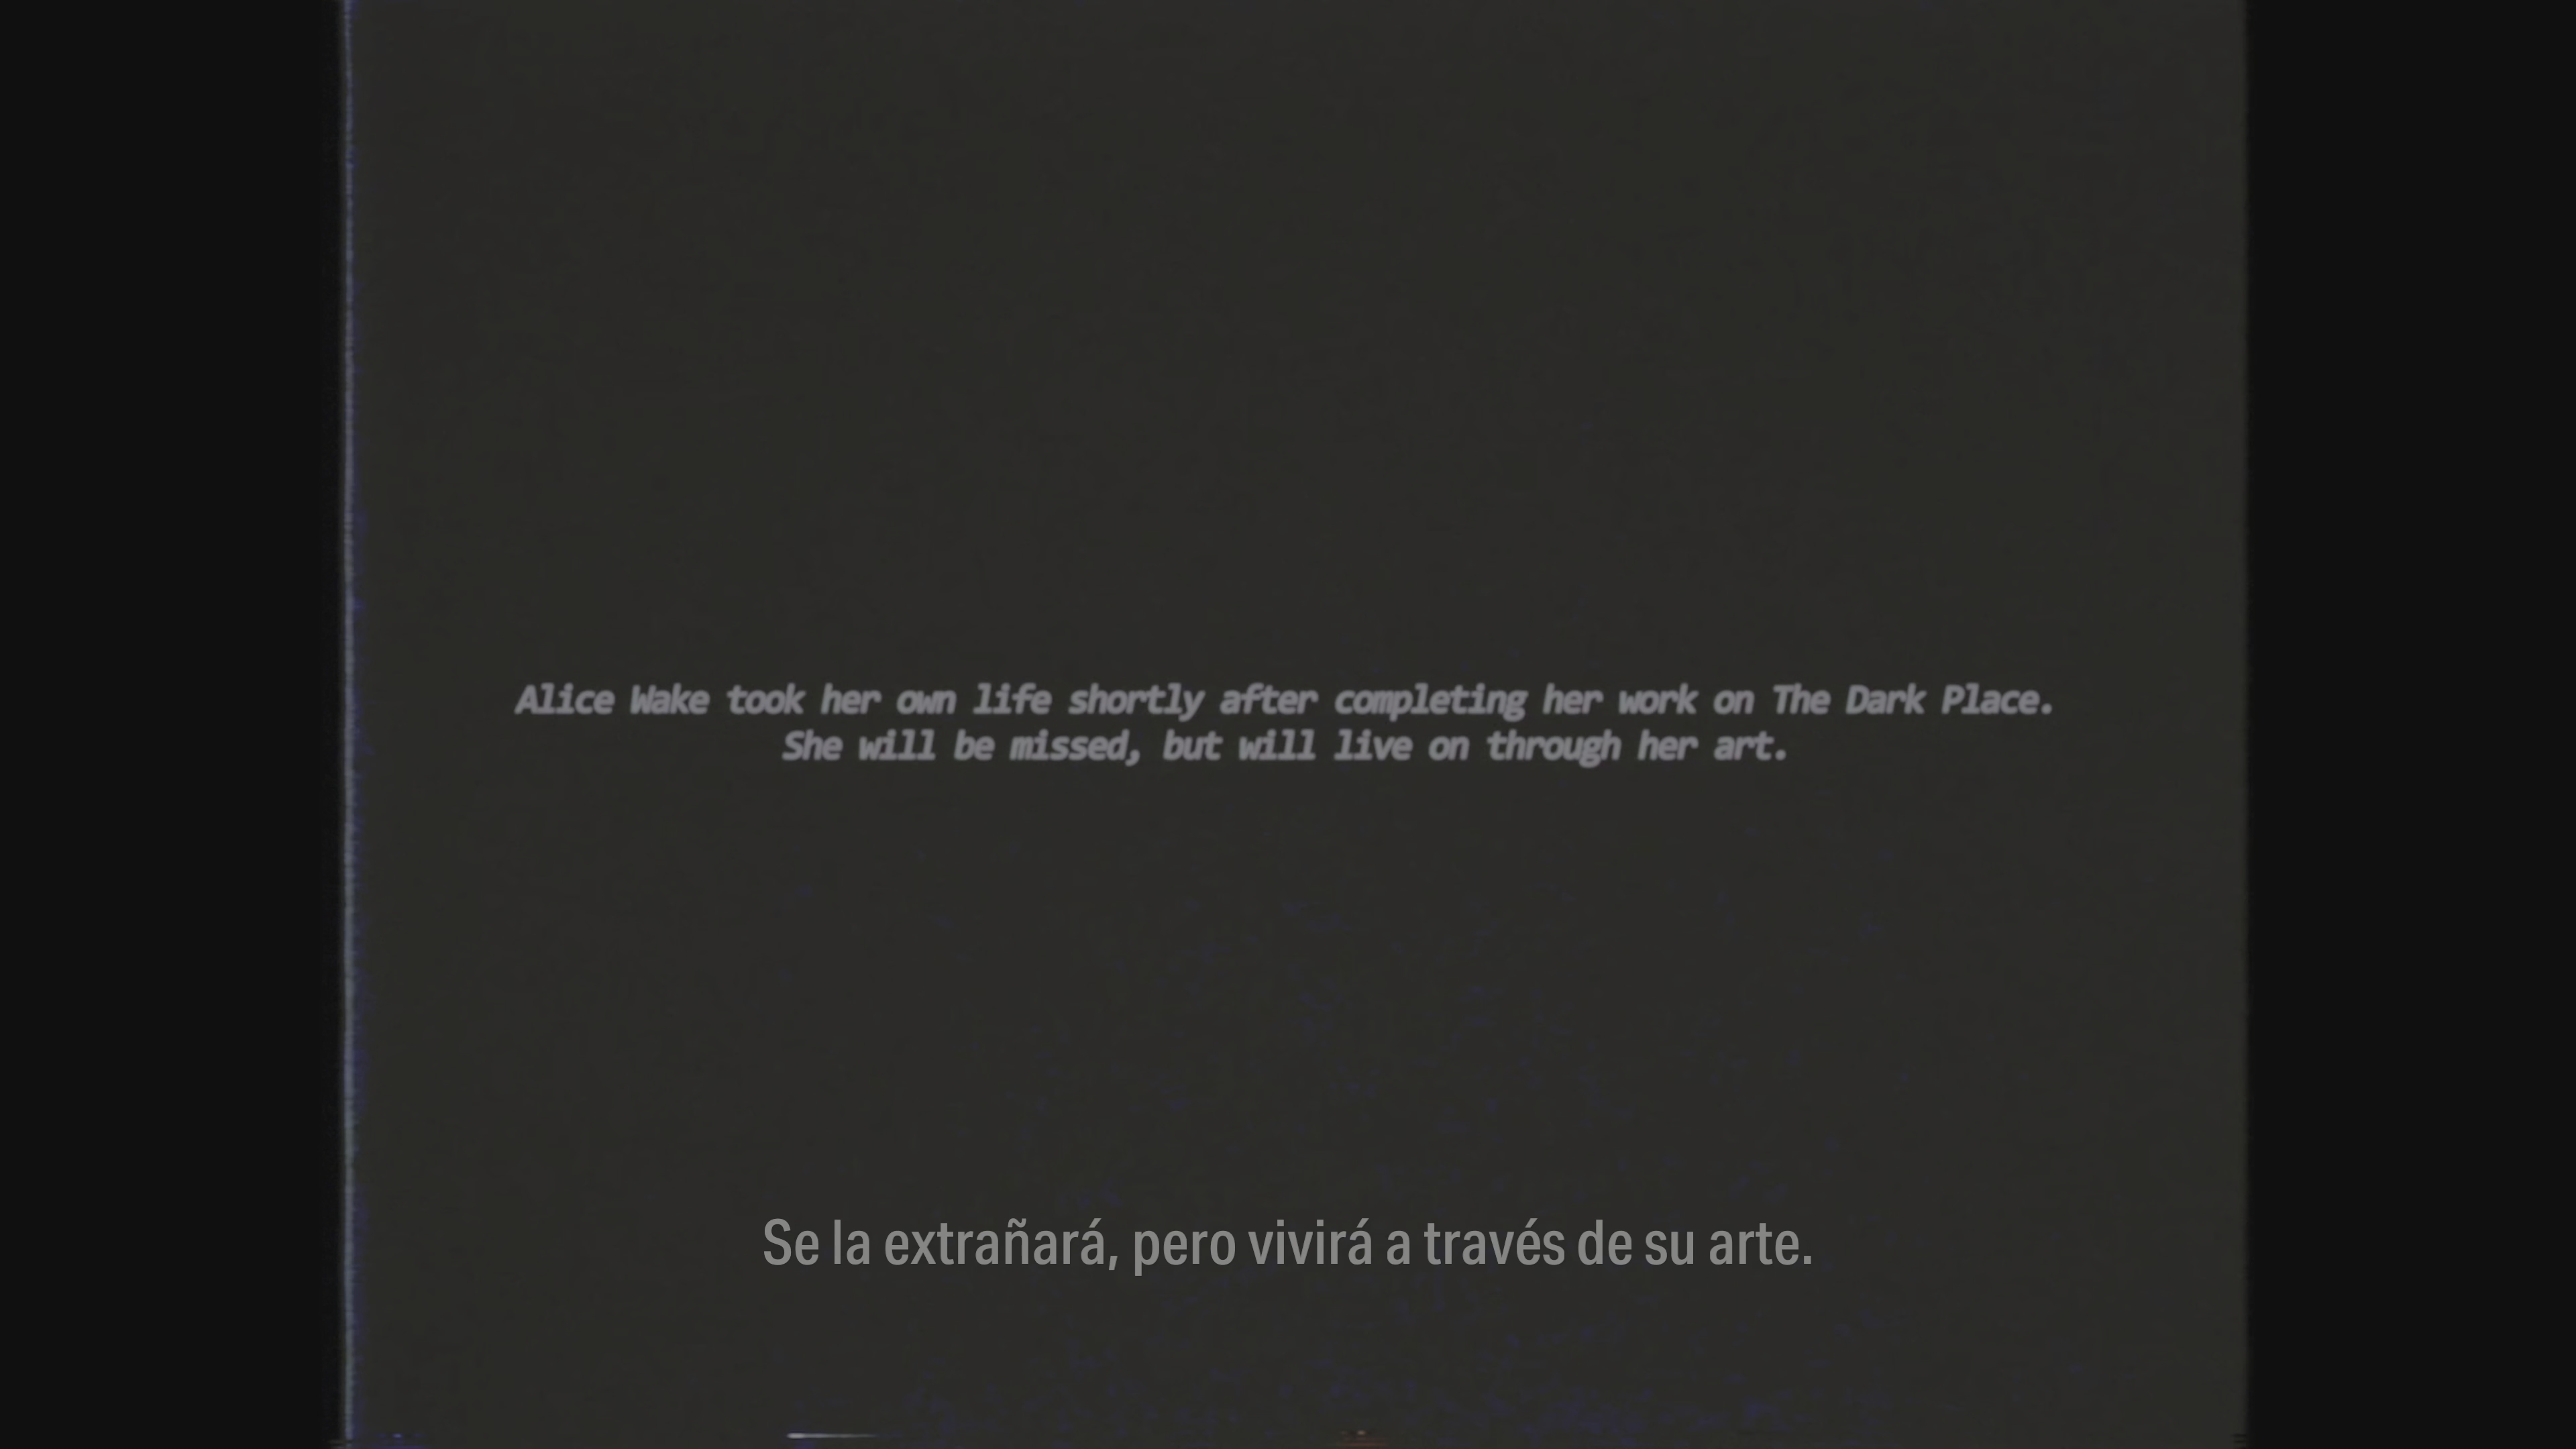 Alice Wake took her own life shortly after completing her work on The Dark Place.
She will be missed, but will live on through her art.
Se la extrañará, pero vivirá a través de su arte.